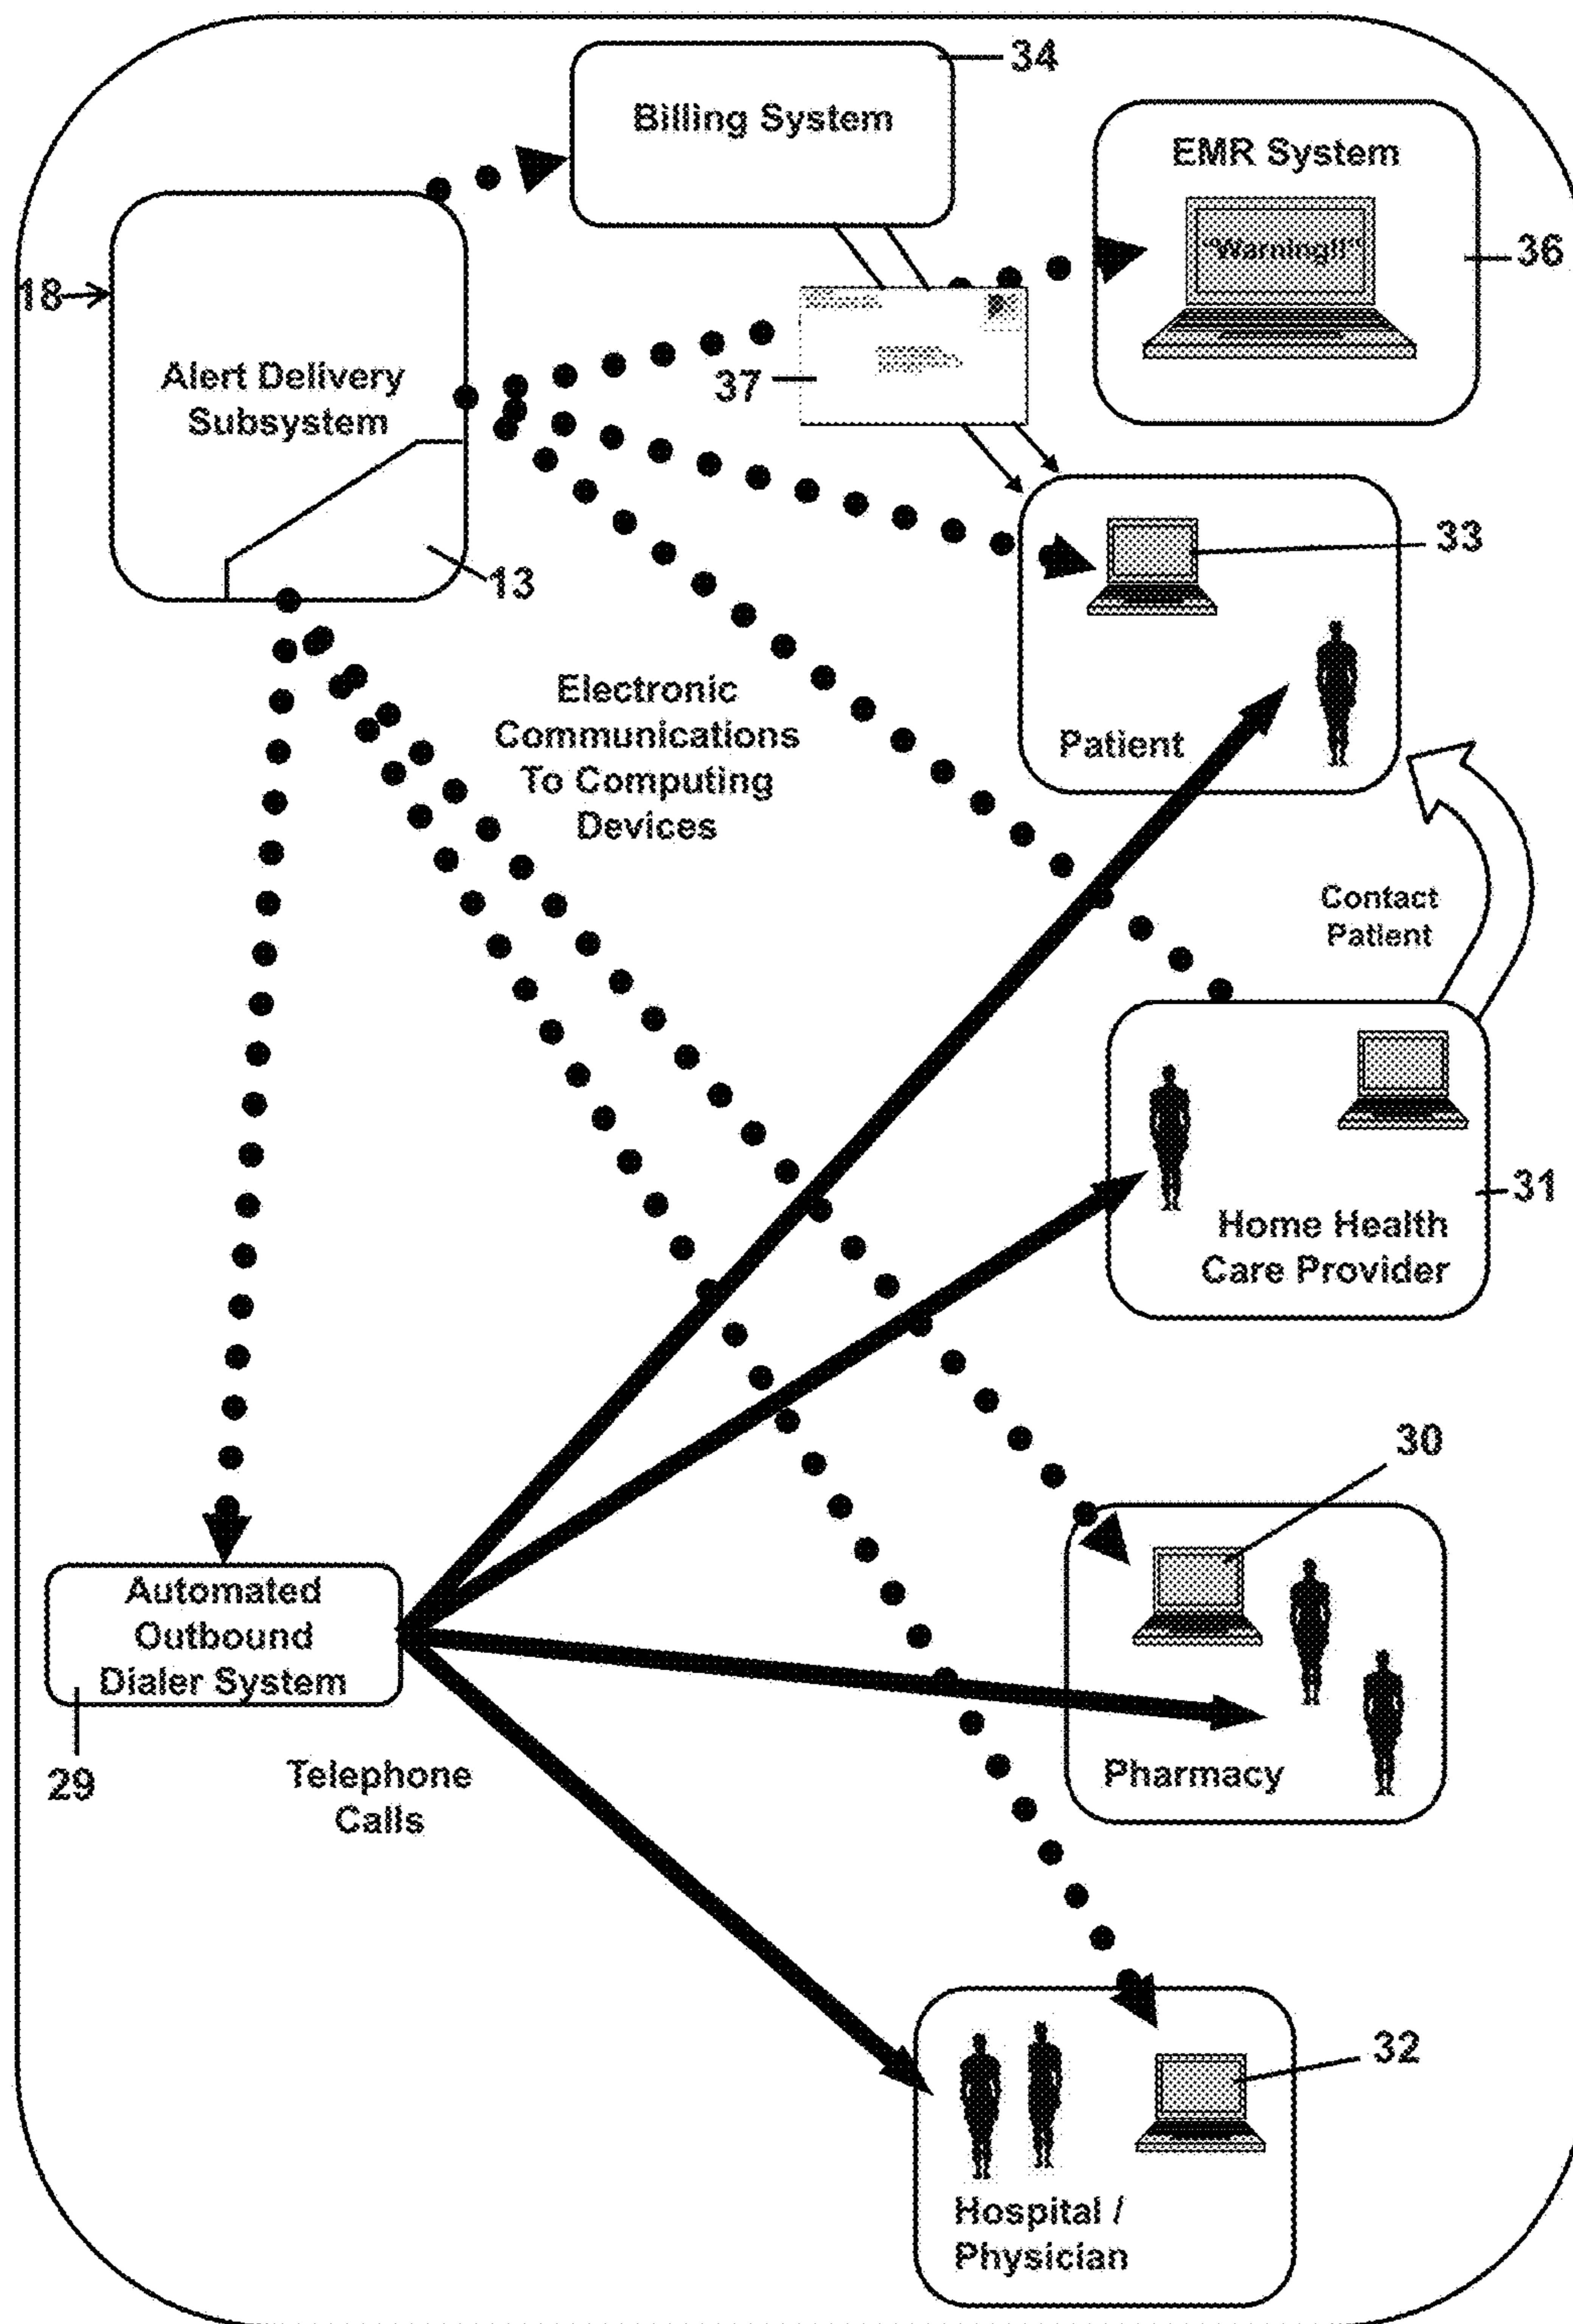 34
Billing System
EMR System
"Warning!!"
36
18
Alert Delivery
Subsystem
37
33
13
Electronic
Communications
To Computing
Devices
Patient
Contact
Patient
31
Home Health
Care Provider
30
Automated
Outbound
Dialer System
29
Telephone
Calls
Pharmacy
32
Hospital /
Physician